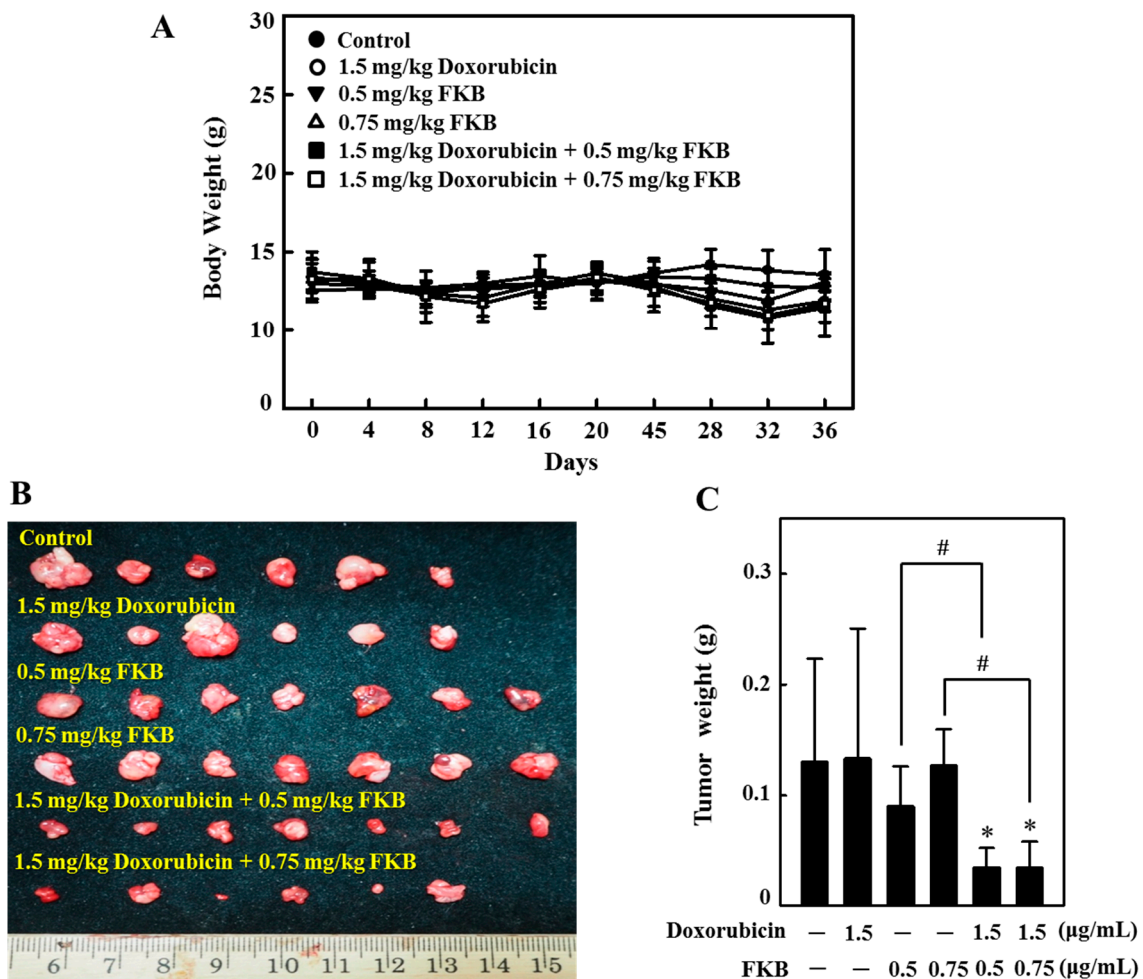 A
Body Weight (g)
30
25
20
15
10
0
Control
1.5 mg/kg Doxorubicin
0.5 mg/kg FKB
0.75 mg/kg FKB
1.5 mg/kg Doxorubicin + 0.5 mg/kg FKB
1.5 mg/kg Doxorubicin + 0.75 mg/kg FKB
0 4 8 12 16 20 45 28 32 36
Days
B
Control
1.5 mg/kg Doxorubicin
0.5 mg/kg FKB
0.75 mg/kg FKB
1.5 mg/kg Doxorubicin + 0.5 mg/kg FKB
1.5 mg/kg Doxorubicin + 0.75 mg/kg FKB
6 7 8 9 10 11 12 13 14 15
C
Tumor weight (g)
0.3
0.2
0.1
0
#
#
* *
Doxorubicin – 1.5 – – 1.5 1.5 (µg/mL)
FKB – – 0.5 0.75 0.5 0.75 (µg/mL)